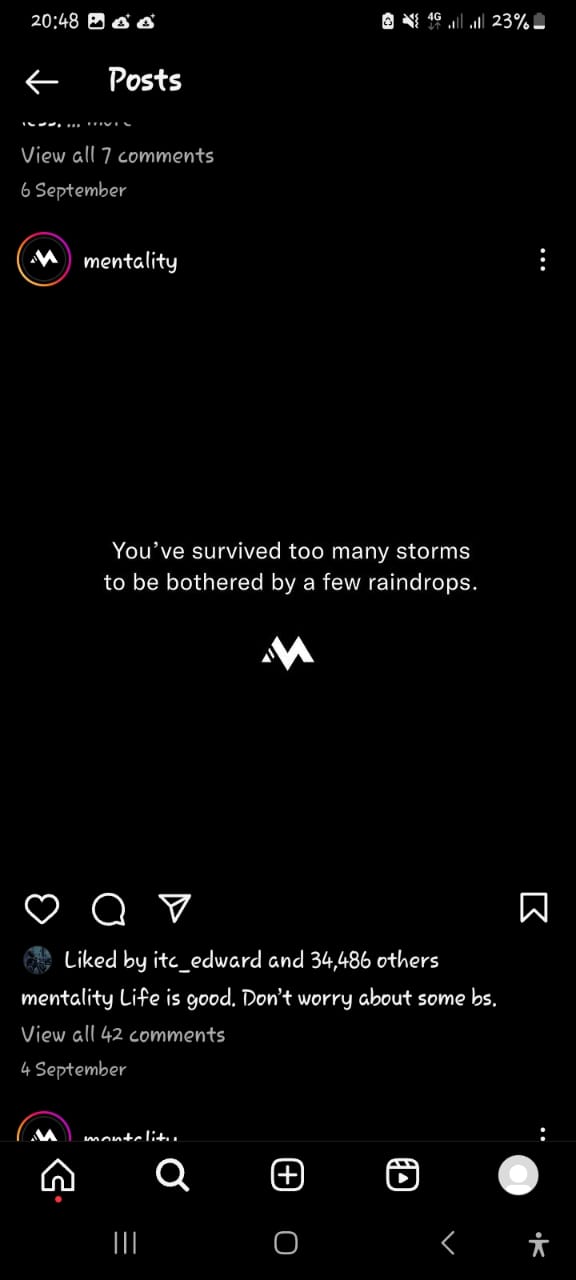 20:48 4G 23%
Posts
View all 7 comments
6 September
mentality
You’ve survived too many storms
to be bothered by a few raindrops.
Liked by itc_edward and 34,486 others
mentality Life is good. Don’t worry about some bs.
View all 42 comments
4 September
mentality